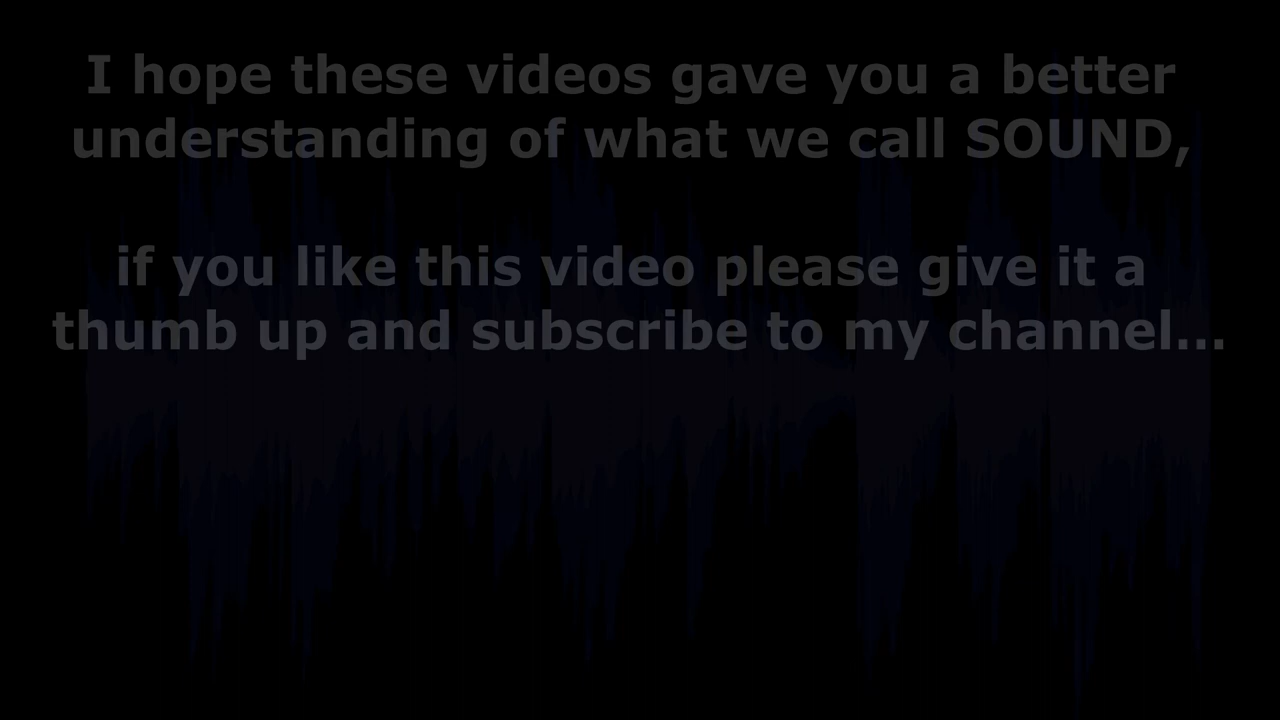 I hope these videos gave you a better
understanding of what we call SOUND,
if you like this video please give it a
thumb up and subscribe to my channel...